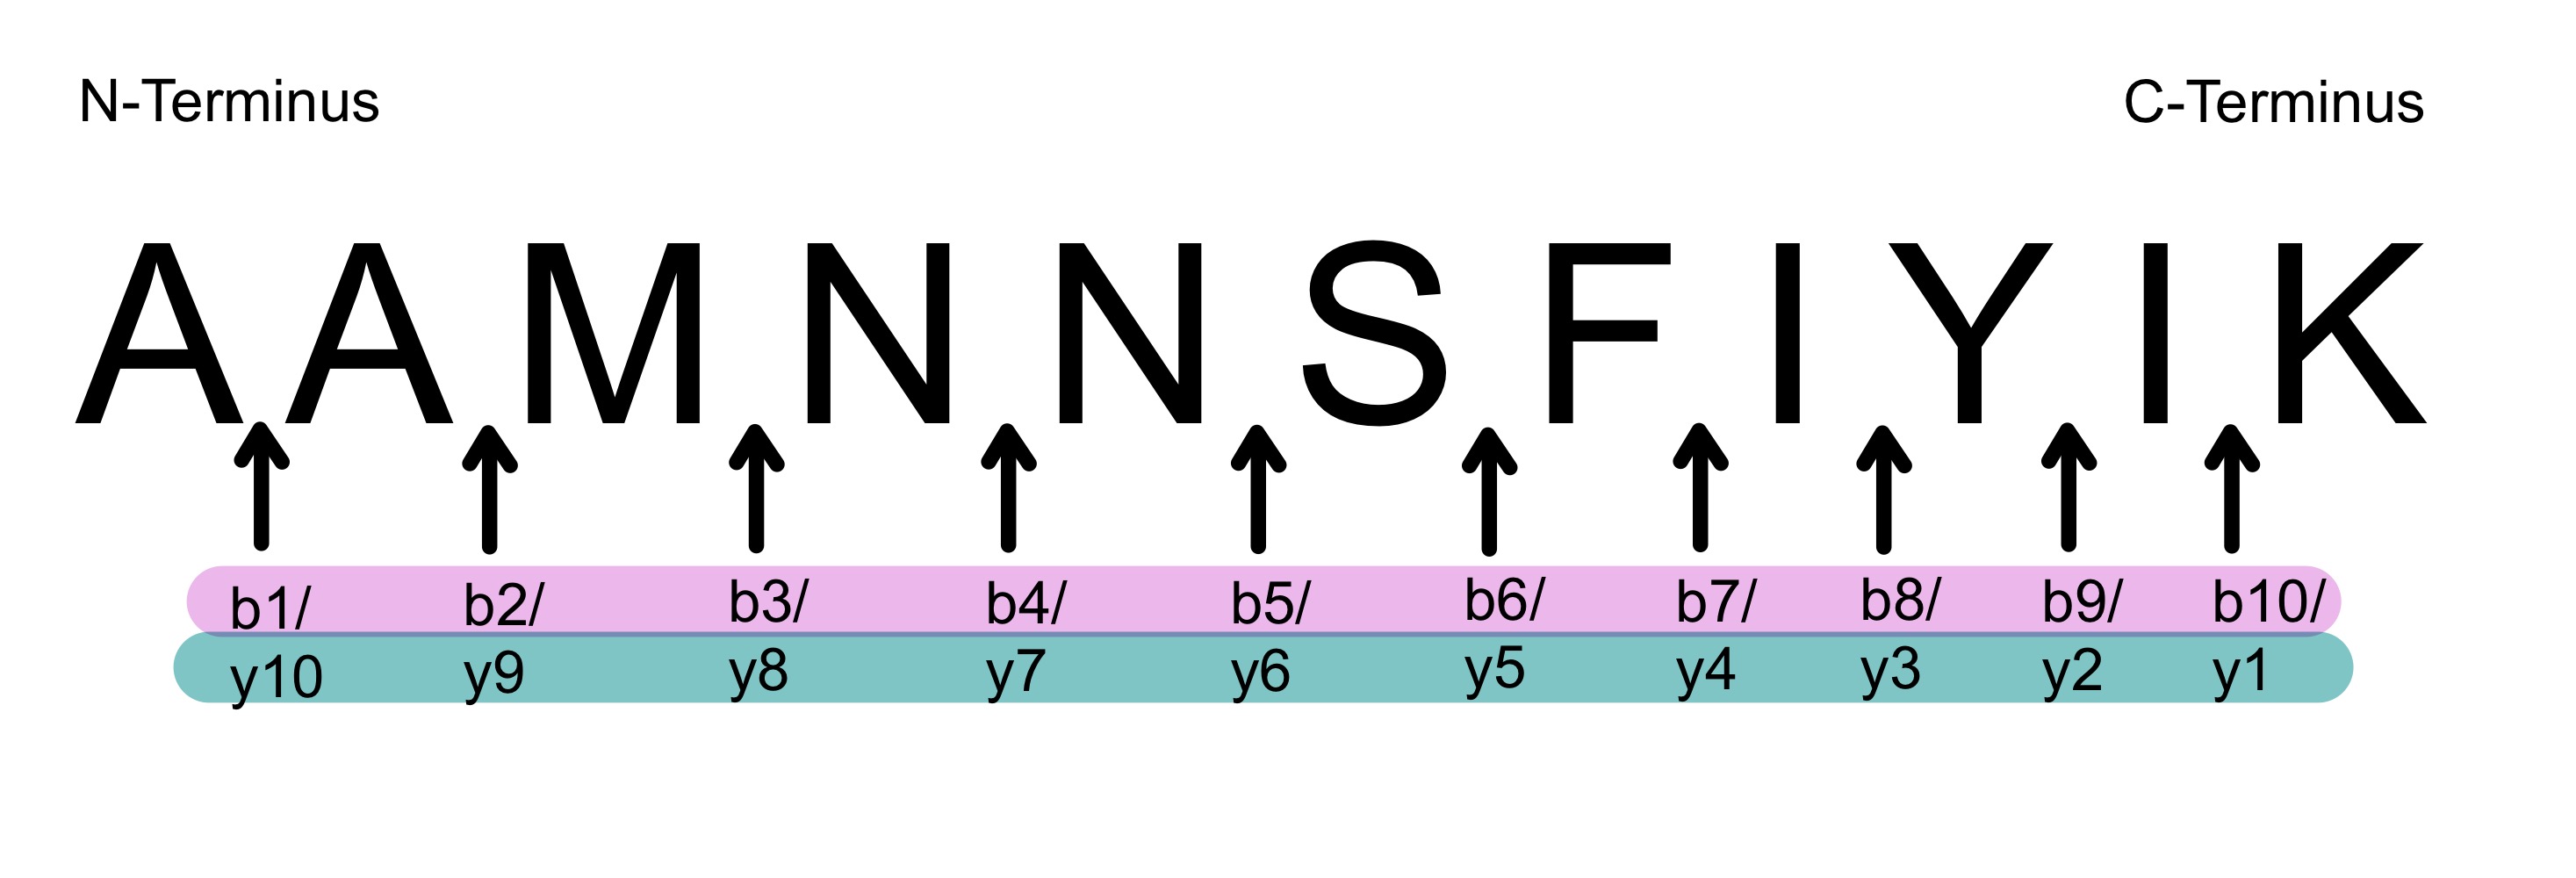 N-Terminus C-Terminus
A A M N N S F I Y I K
b1/ b2/ b3/ b4/ b5/ b6/ b7/ b8/ b9/ b10/
y10 y9 y8 y7 y6 y5 y4 y3 y2 y1